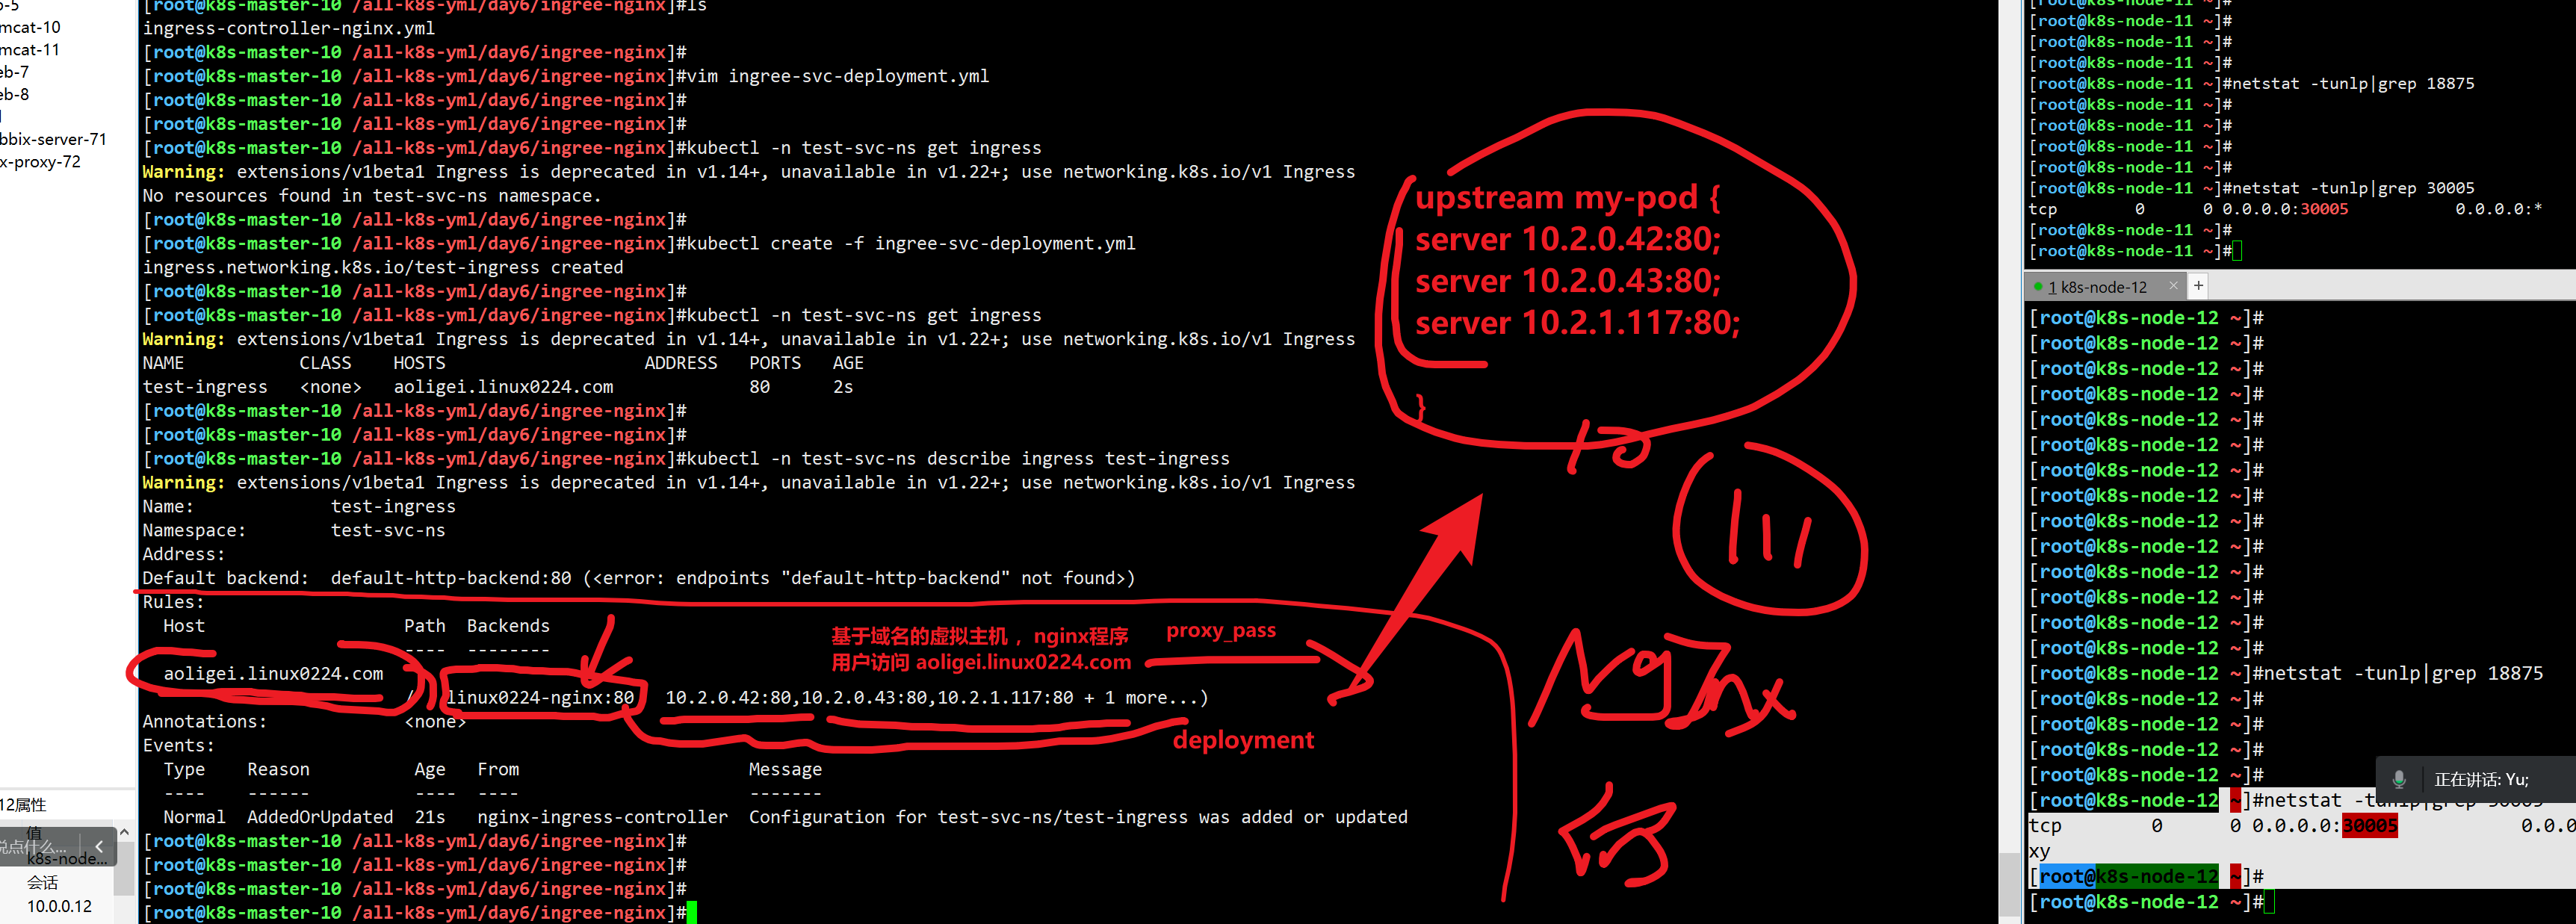 o-5
mcat-10
mcat-11
eb-7
eb-8
l
bbix-server-71
x-proxy-72
12属性
值
说点什么...
k8s-node...
会话
10.0.0.12
[root@k8s-master-10 /all-k8s-yml/day6/ingree-nginx]#ls
ingress-controller-nginx.yml
[root@k8s-master-10 /all-k8s-yml/day6/ingree-nginx]#
[root@k8s-master-10 /all-k8s-yml/day6/ingree-nginx]#vim ingree-svc-deployment.yml
[root@k8s-master-10 /all-k8s-yml/day6/ingree-nginx]#
[root@k8s-master-10 /all-k8s-yml/day6/ingree-nginx]#
[root@k8s-master-10 /all-k8s-yml/day6/ingree-nginx]#kubectl -n test-svc-ns get ingress
Warning: extensions/v1beta1 Ingress is deprecated in v1.14+, unavailable in v1.22+; use networking.k8s.io/v1 Ingress
No resources found in test-svc-ns namespace.
[root@k8s-master-10 /all-k8s-yml/day6/ingree-nginx]#
[root@k8s-master-10 /all-k8s-yml/day6/ingree-nginx]#kubectl create -f ingree-svc-deployment.yml
ingress.networking.k8s.io/test-ingress created
[root@k8s-master-10 /all-k8s-yml/day6/ingree-nginx]#
[root@k8s-master-10 /all-k8s-yml/day6/ingree-nginx]#kubectl -n test-svc-ns get ingress
Warning: extensions/v1beta1 Ingress is deprecated in v1.14+, unavailable in v1.22+; use networking.k8s.io/v1 Ingress
NAME CLASS HOSTS ADDRESS PORTS AGE
test-ingress <none> aoligei.linux0224.com 80 2s
[root@k8s-master-10 /all-k8s-yml/day6/ingree-nginx]#
[root@k8s-master-10 /all-k8s-yml/day6/ingree-nginx]#
[root@k8s-master-10 /all-k8s-yml/day6/ingree-nginx]#kubectl -n test-svc-ns describe ingress test-ingress
Warning: extensions/v1beta1 Ingress is deprecated in v1.14+, unavailable in v1.22+; use networking.k8s.io/v1 Ingress
Name: test-ingress
Namespace: test-svc-ns
Address:
Default backend: default-http-backend:80 (<error: endpoints "default-http-backend" not found>)
Rules:
Host Path Backends
---- --------
aoligei.linux0224.com
/ linux0224-nginx:80 10.2.0.42:80,10.2.0.43:80,10.2.1.117:80 + 1 more...)
Annotations: <none>
Events:
Type Reason Age From Message
---- ------ ---- ---- -------
Normal AddedOrUpdated 21s nginx-ingress-controller Configuration for test-svc-ns/test-ingress was added or updated
[root@k8s-master-10 /all-k8s-yml/day6/ingree-nginx]#
[root@k8s-master-10 /all-k8s-yml/day6/ingree-nginx]#
[root@k8s-master-10 /all-k8s-yml/day6/ingree-nginx]#
[root@k8s-master-10 /all-k8s-yml/day6/ingree-nginx]#
upstream my-pod {
server 10.2.0.42:80;
server 10.2.0.43:80;
server 10.2.1.117:80;
}
基于域名的虚拟主机，nginx程序
用户访问 aoligei.linux0224.com
proxy_pass
deployment
Nginx
[root@k8s-node-11 ~]#
[root@k8s-node-11 ~]#
[root@k8s-node-11 ~]#
[root@k8s-node-11 ~]#
[root@k8s-node-11 ~]#netstat -tunlp|grep 18875
[root@k8s-node-11 ~]#
[root@k8s-node-11 ~]#
[root@k8s-node-11 ~]#
[root@k8s-node-11 ~]#
[root@k8s-node-11 ~]#netstat -tunlp|grep 30005
tcp 0 0 0.0.0.0:30005 0.0.0.0:*
[root@k8s-node-11 ~]#
[root@k8s-node-11 ~]#
1 k8s-node-12 × +
[root@k8s-node-12 ~]#
[root@k8s-node-12 ~]#
[root@k8s-node-12 ~]#
[root@k8s-node-12 ~]#
[root@k8s-node-12 ~]#
[root@k8s-node-12 ~]#
[root@k8s-node-12 ~]#
[root@k8s-node-12 ~]#
[root@k8s-node-12 ~]#
[root@k8s-node-12 ~]#
[root@k8s-node-12 ~]#
[root@k8s-node-12 ~]#
[root@k8s-node-12 ~]#
[root@k8s-node-12 ~]#
[root@k8s-node-12 ~]#netstat -tunlp|grep 18875
[root@k8s-node-12 ~]#
[root@k8s-node-12 ~]#
[root@k8s-node-12 ~]#
[root@k8s-node-12 ~]#
[root@k8s-node-12 ~]#netstat -tunlp|grep 30005
tcp 0 0 0.0.0.0:30005 0.0.0
xy
[root@k8s-node-12 ~]#
[root@k8s-node-12 ~]#
正在讲话: Yu;